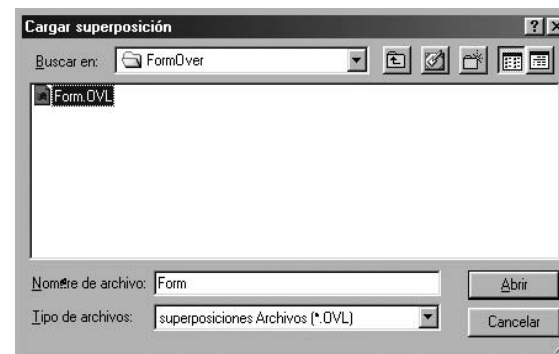 Cargar superposición
Buscar en: FormOver
Form.OVL
Nombre de archivo: Form
Abrir
Tipo de archivos: superposiciones Archivos (*.OVL)
Cancelar